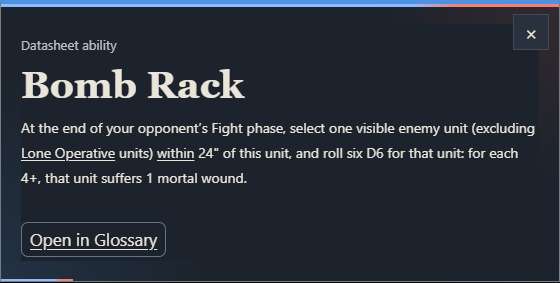 Datasheet ability
×
Bomb Rack
At the end of your opponent's Fight phase, select one visible enemy unit (excluding
Lone Operative units) within 24" of this unit, and roll six D6 for that unit: for each
4+, that unit suffers 1 mortal wound.
Open in Glossary